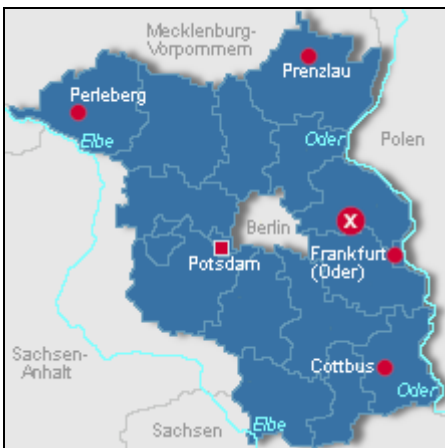 Mecklenburg-
Vorpommern
Prenzlau
Perleberg
Elbe
Oder
Polen
Berlin
X
Potsdam
Frankfurt
(Oder)
Sachsen-
Anhalt
Cottbus
Oder
Elbe
Sachsen